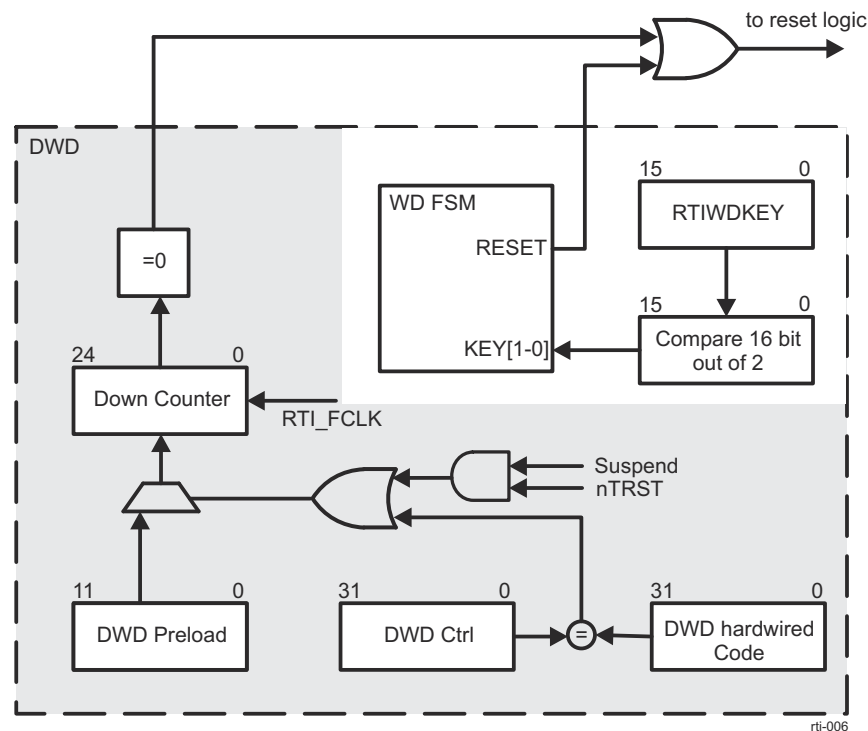 to reset logic
DWD
WD FSM
15 0
RTIWDKEY
RESET
=0
15 0
KEY[1-0]
Compare 16 bit
out of 2
24 0
Down Counter
RTI_FCLK
Suspend
nTRST
11 0
31 0
31 0
DWD Preload
DWD Ctrl
=
DWD hardwired
Code
rti-006